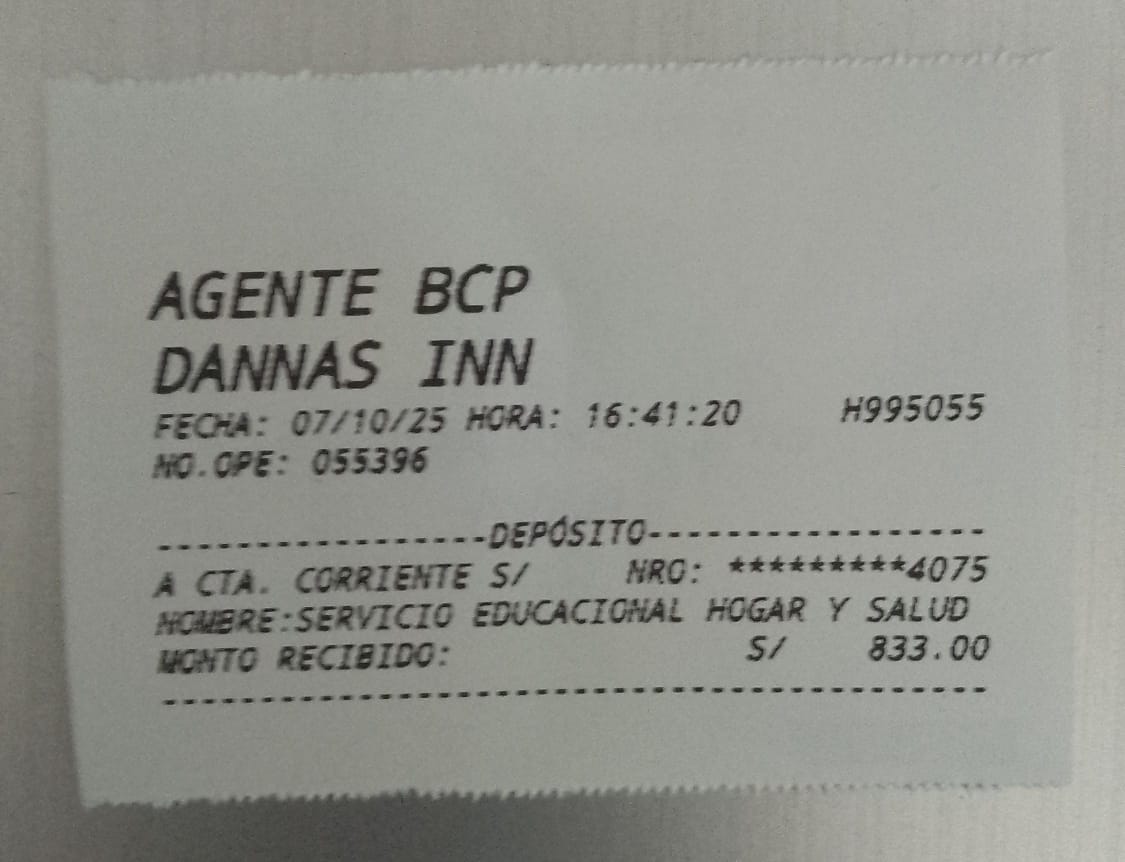 AGENTE BCP
DANNAS INN
FECHA: 07/10/25 HORA: 16:41:20 H995055
NO.OPE: 055396
-----------------DEPÓSITO-----------------
A CTA. CORRIENTE S/ NRO: *********4075
NOMBRE:SERVICIO EDUCACIONAL HOGAR Y SALUD
MONTO RECIBIDO: S/ 833.00
------------------------------------------